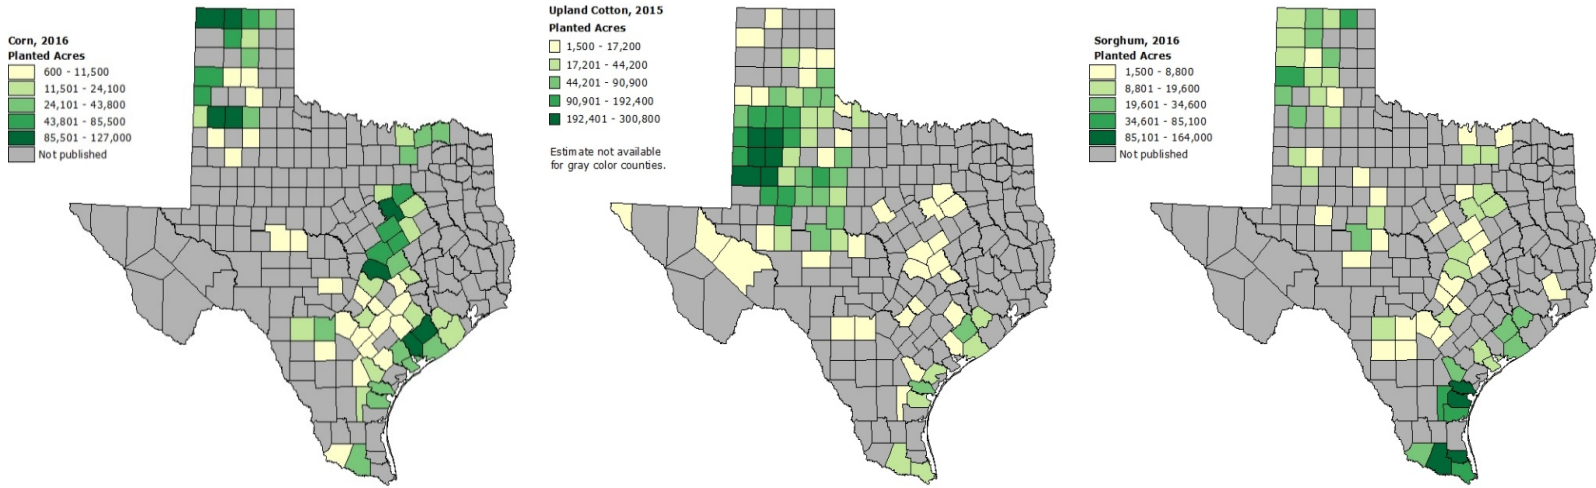 Corn, 2016
Planted Acres
600 - 11,500
11,501 - 24,100
24,101 - 43,800
43,801 - 85,500
85,501 - 127,000
Not published
Upland Cotton, 2015
Planted Acres
1,500 - 17,200
17,201 - 44,200
44,201 - 90,900
90,901 - 192,400
192,401 - 300,800
Estimate not available
for gray color counties.
Sorghum, 2016
Planted Acres
1,500 - 8,800
8,801 - 19,600
19,601 - 34,600
34,601 - 85,100
85,101 - 164,000
Not published